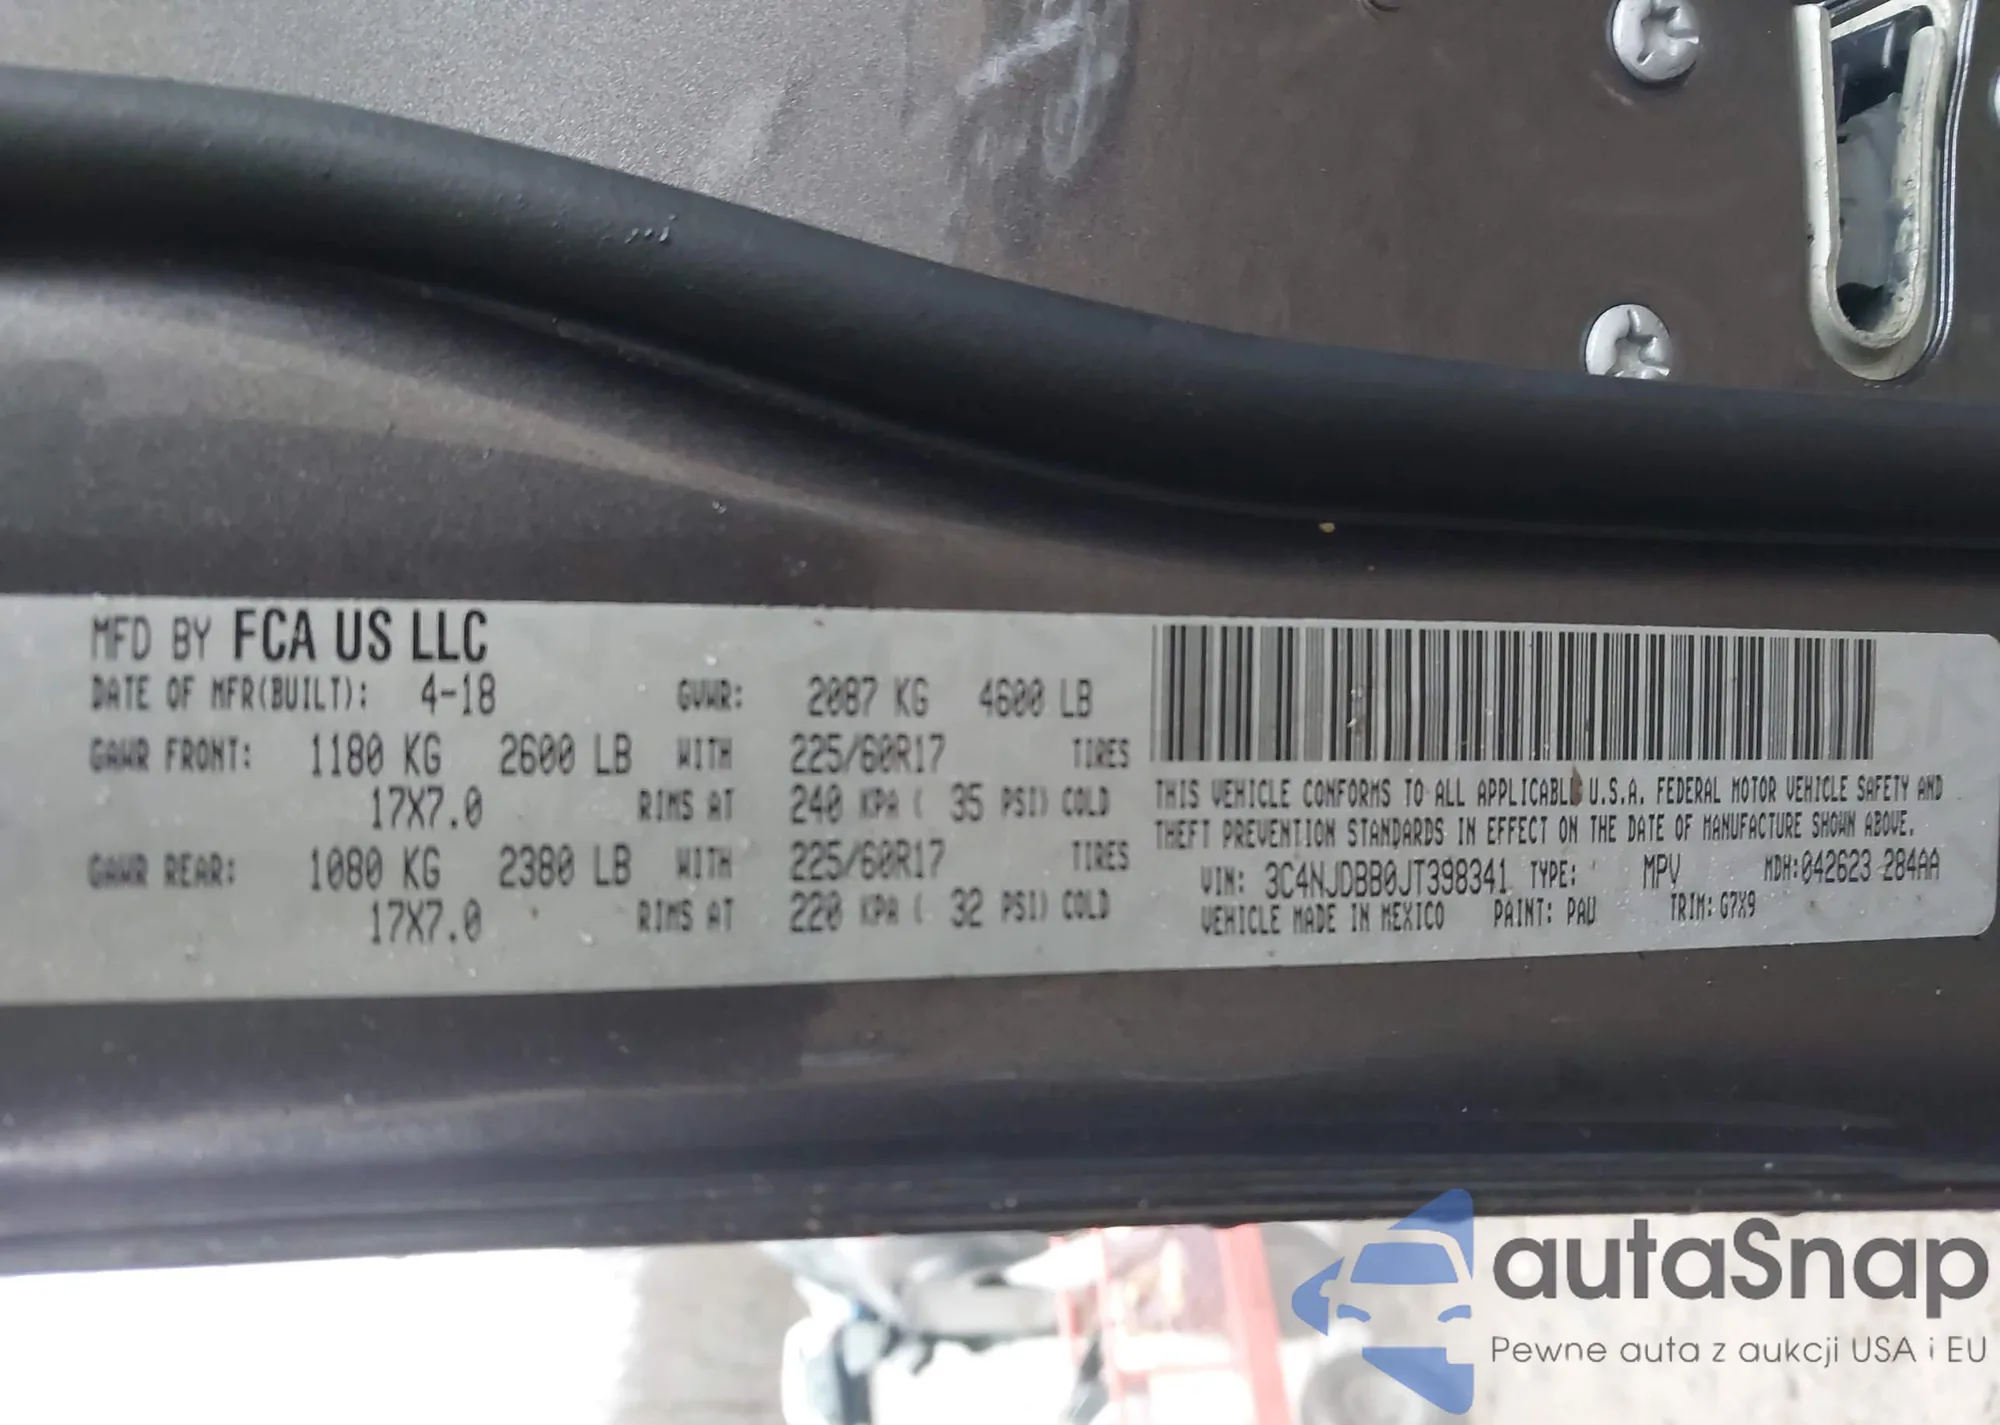 MFD BY FCA US LLC
DATE OF MFR(BUILT): 4-18 GVWR: 2087 KG 4600 LB
GAWR FRONT: 1180 KG 2600 LB WITH 225/60R17 TIRES
17X7.0 RIMS AT 240 KPA ( 35 PSI) COLD
GAWR REAR: 1080 KG 2380 LB WITH 225/60R17 TIRES
17X7.0 RIMS AT 220 KPA ( 32 PSI) COLD
THIS VEHICLE CONFORMS TO ALL APPLICABLE U.S.A. FEDERAL MOTOR VEHICLE SAFETY AND
THEFT PREVENTION STANDARDS IN EFFECT ON THE DATE OF MANUFACTURE SHOWN ABOVE.
VIN: 3C4NJDBB0JT398341 TYPE: MPV MDH:042623 284AA
VEHICLE MADE IN MEXICO PAINT: PAU TRIM: G7X9
autaSnap
Pewne auta z aukcji USA i EU